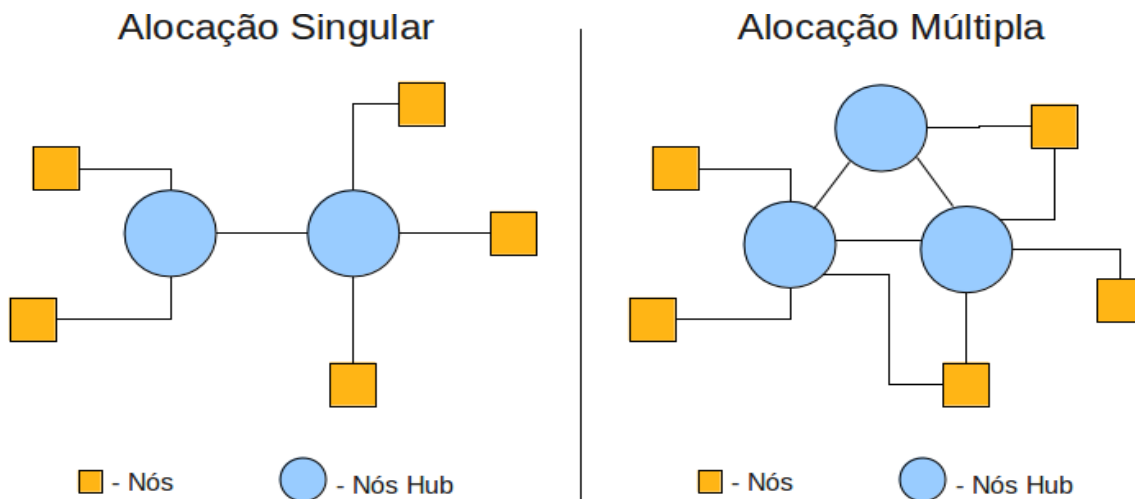 Alocação Singular
Alocação Múltipla
- Nós
- Nós Hub
- Nós
- Nós Hub